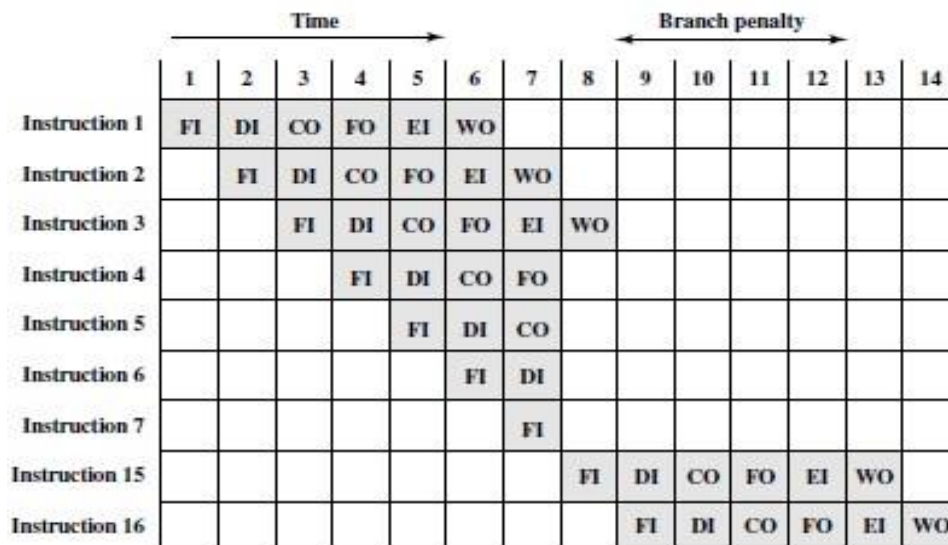 Time Branch penalty
1 2 3 4 5 6 7 8 9 10 11 12 13 14
Instruction 1 FI DI CO FO EI WO
Instruction 2 FI DI CO FO EI WO
Instruction 3 FI DI CO FO EI WO
Instruction 4 FI DI CO FO
Instruction 5 FI DI CO
Instruction 6 FI DI
Instruction 7 FI
Instruction 15 FI DI CO FO EI WO
Instruction 16 FI DI CO FO EI WO